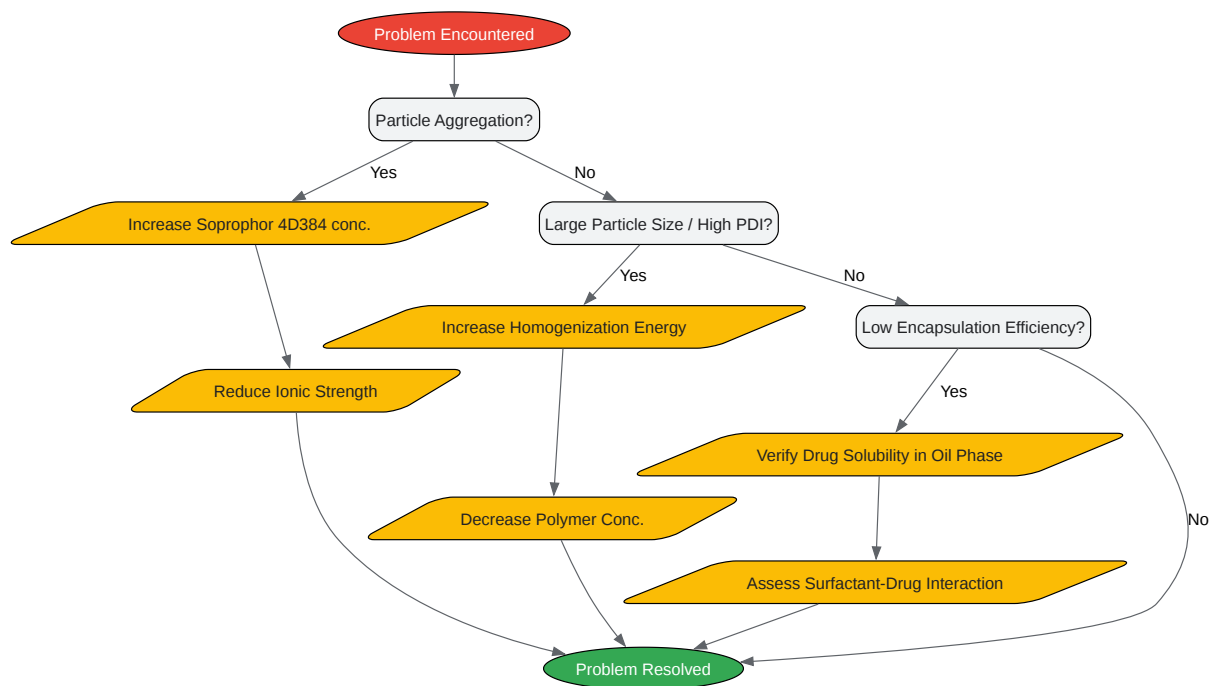 Problem Encountered
Particle Aggregation?
Yes
No
Increase Soprophor 4D384 conc.
Large Particle Size / High PDI?
Yes
No
Increase Homogenization Energy
Low Encapsulation Efficiency?
Reduce Ionic Strength
Yes
Verify Drug Solubility in Oil Phase
Decrease Polymer Conc.
No
Assess Surfactant-Drug Interaction
Problem Resolved